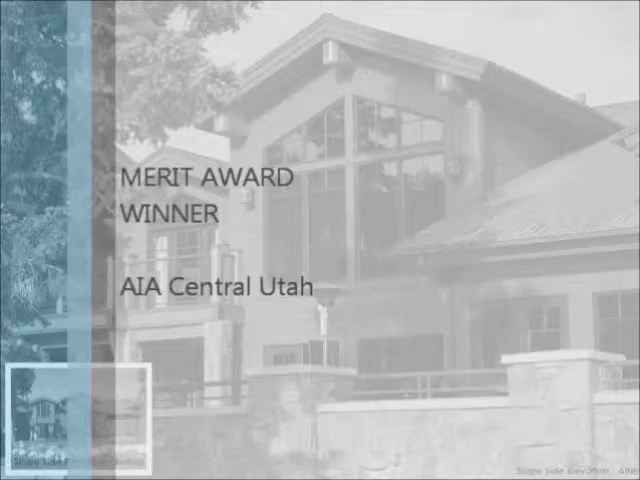 MERIT AWARD
WINNER
AIA Central Utah
Slope Side Elevation - After